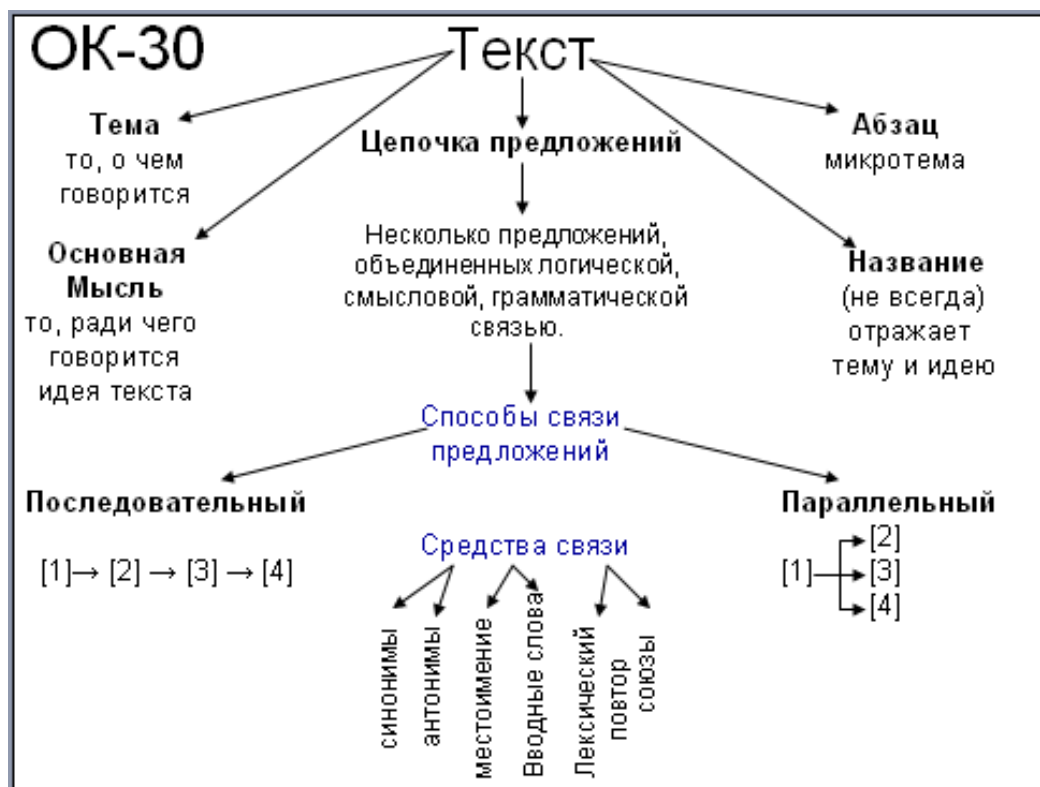 ОК-30
Текст
Тема
то, о чем
говорится
Цепочка предложений
Абзац
микротема
Основная
Мысль
то, ради чего
говорится
идея текста
Несколько предложений,
объединенных логической,
смысловой, грамматической
связью.
Название
(не всегда)
отражает
тему и идею
Способы связи
предложений
Последовательный
[1]→ [2] → [3] → [4]
Параллельный
[1]
[2]
[3]
[4]
Средства связи
синонимы
антонимы
местоимение
Вводные слова
Лексический
повтор
союзы